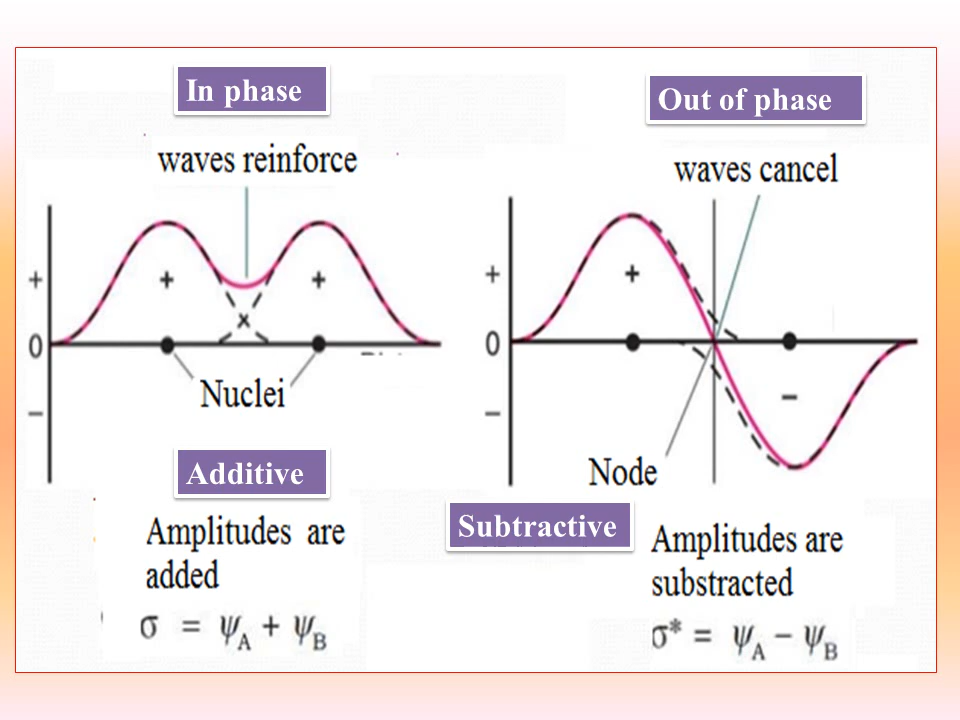 In phase
waves reinforce
+
+
+
0
−
Nuclei
Additive
Amplitudes are
added
σ = ψA + ψB
Out of phase
waves cancel
+
+
0
−
−
Node
Subtractive
Amplitudes are
substracted
σ* = ψA − ψB